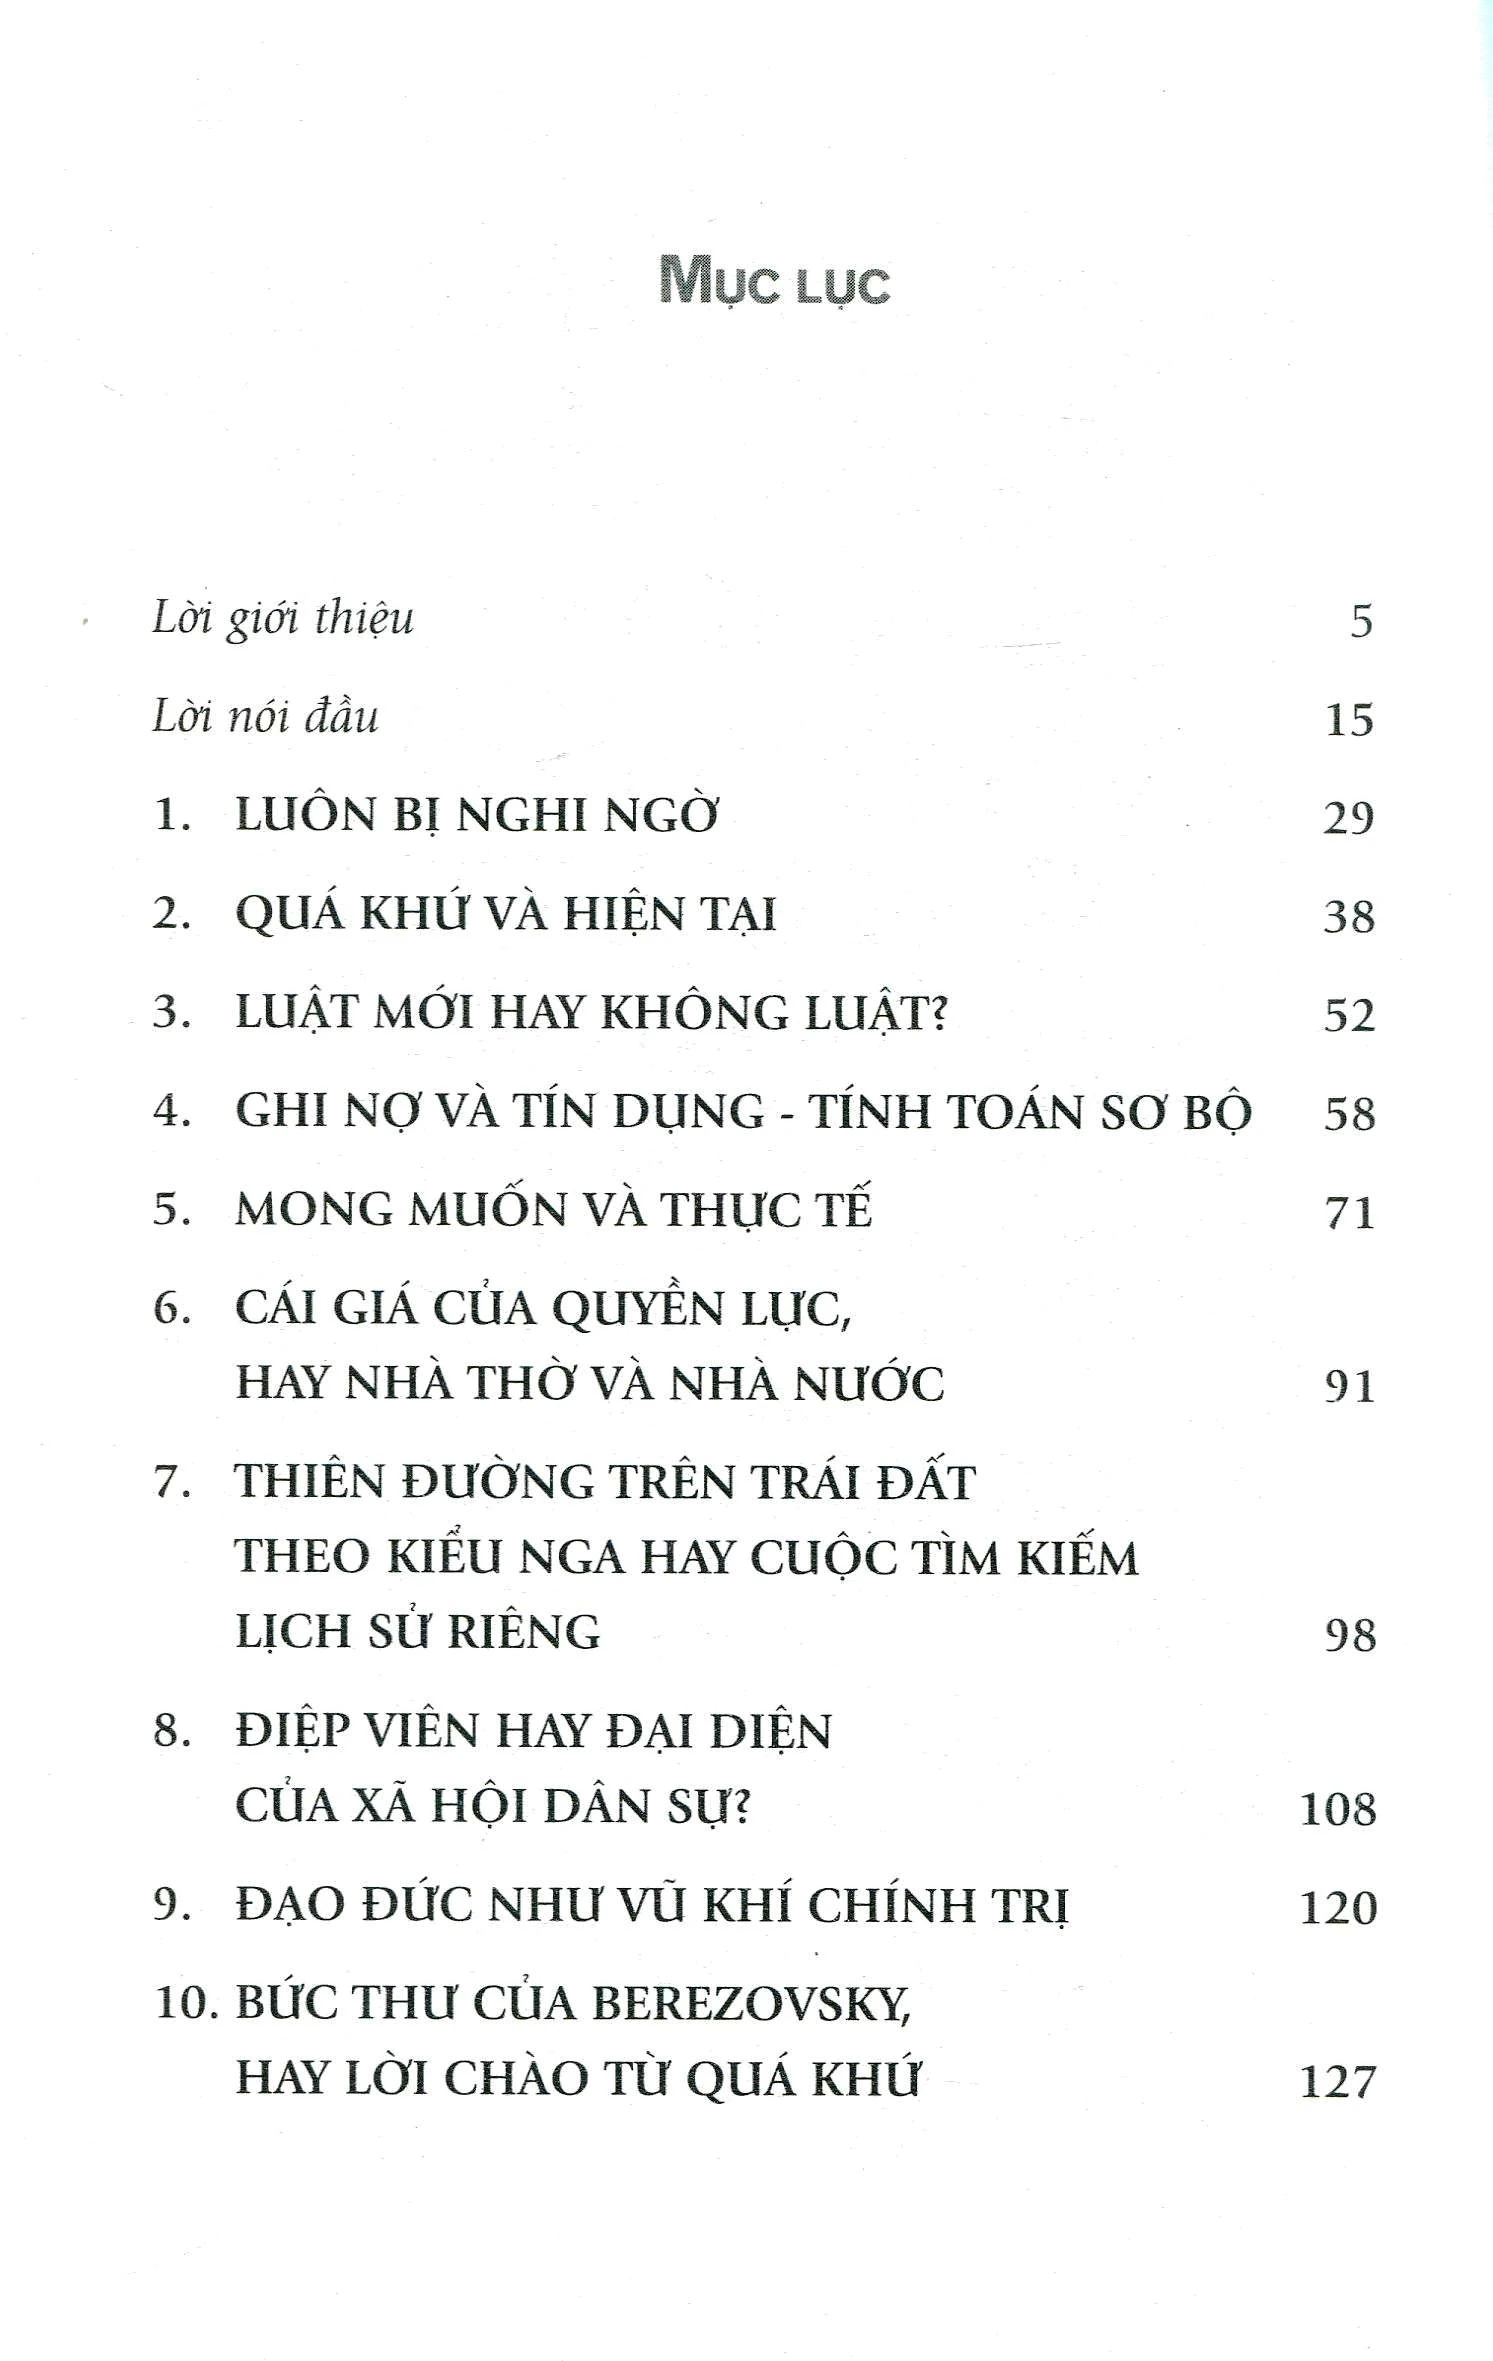 Mục lục
Lời giới thiệu 5
Lời nói đầu 15
1. LUÔN BỊ NGHI NGỜ 29
2. QUÁ KHỨ VÀ HIỆN TẠI 38
3. LUẬT MỚI HAY KHÔNG LUẬT? 52
4. GHI NỢ VÀ TÍN DỤNG - TÍNH TOÁN SƠ BỘ 58
5. MONG MUỐN VÀ THỰC TẾ 71
6. CÁI GIÁ CỦA QUYỀN LỰC,
HAY NHÀ THỜ VÀ NHÀ NƯỚC 91
7. THIÊN ĐƯỜNG TRÊN TRÁI ĐẤT
THEO KIỂU NGA HAY CUỘC TÌM KIẾM
LỊCH SỬ RIÊNG 98
8. ĐIỆP VIÊN HAY ĐẠI DIỆN
CỦA XÃ HỘI DÂN SỰ? 108
9. ĐẠO ĐỨC NHƯ VŨ KHÍ CHÍNH TRỊ 120
10. BỨC THƯ CỦA BEREZOVSKY,
HAY LỜI CHÀO TỪ QUÁ KHỨ 127